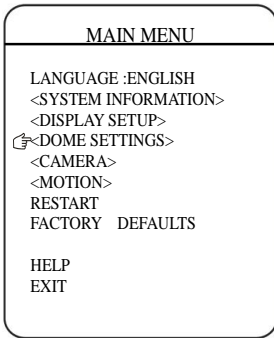 MAIN MENU
LANGUAGE :ENGLISH
<SYSTEM INFORMATION>
<DISPLAY SETUP>
<DOME SETTINGS>
<CAMERA>
<MOTION>
RESTART
FACTORY DEFAULTS
HELP
EXIT